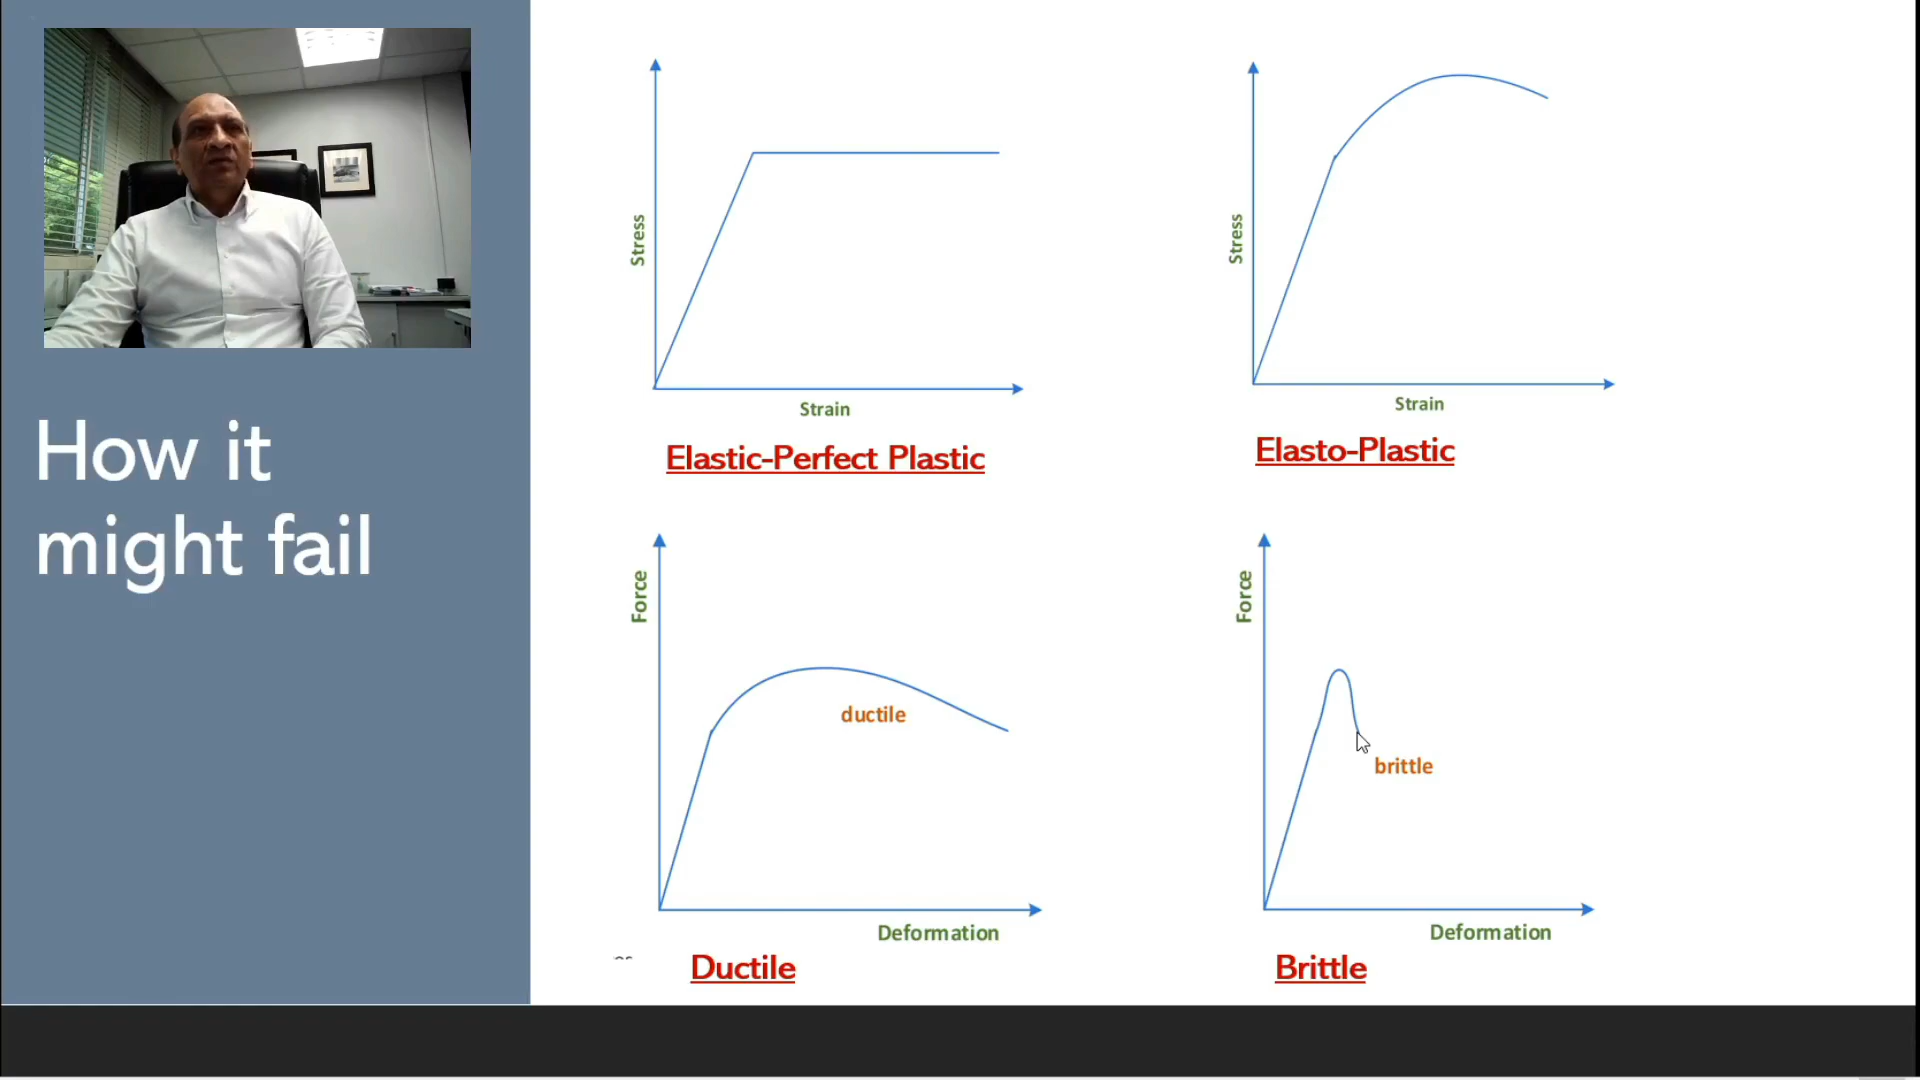 How it
might fail
Stress
Strain
Elastic-Perfect Plastic
Stress
Strain
Elasto-Plastic
Force
ductile
Deformation
Ductile
Force
brittle
Deformation
Brittle